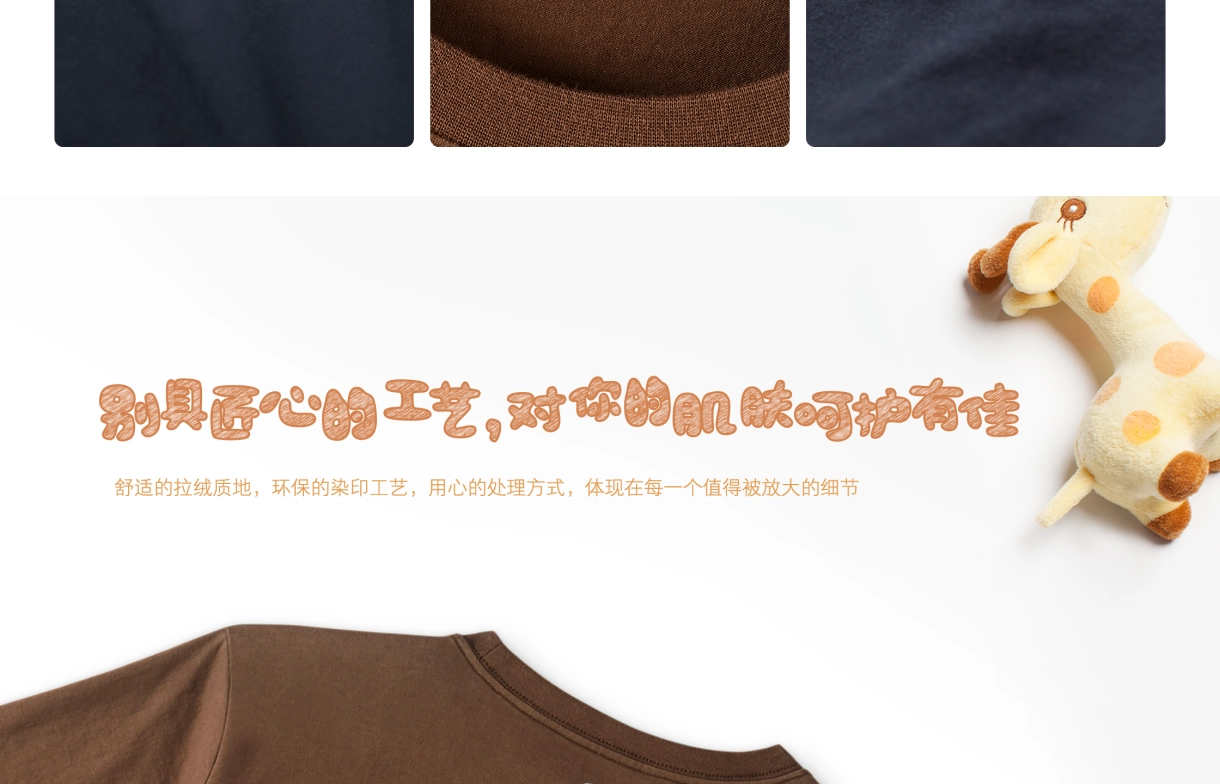 别具匠心的工艺，对你的肌肤呵护有佳
舒适的拉绒质地，环保的染印工艺，用心的处理方式，体现在每一个值得被放大的细节